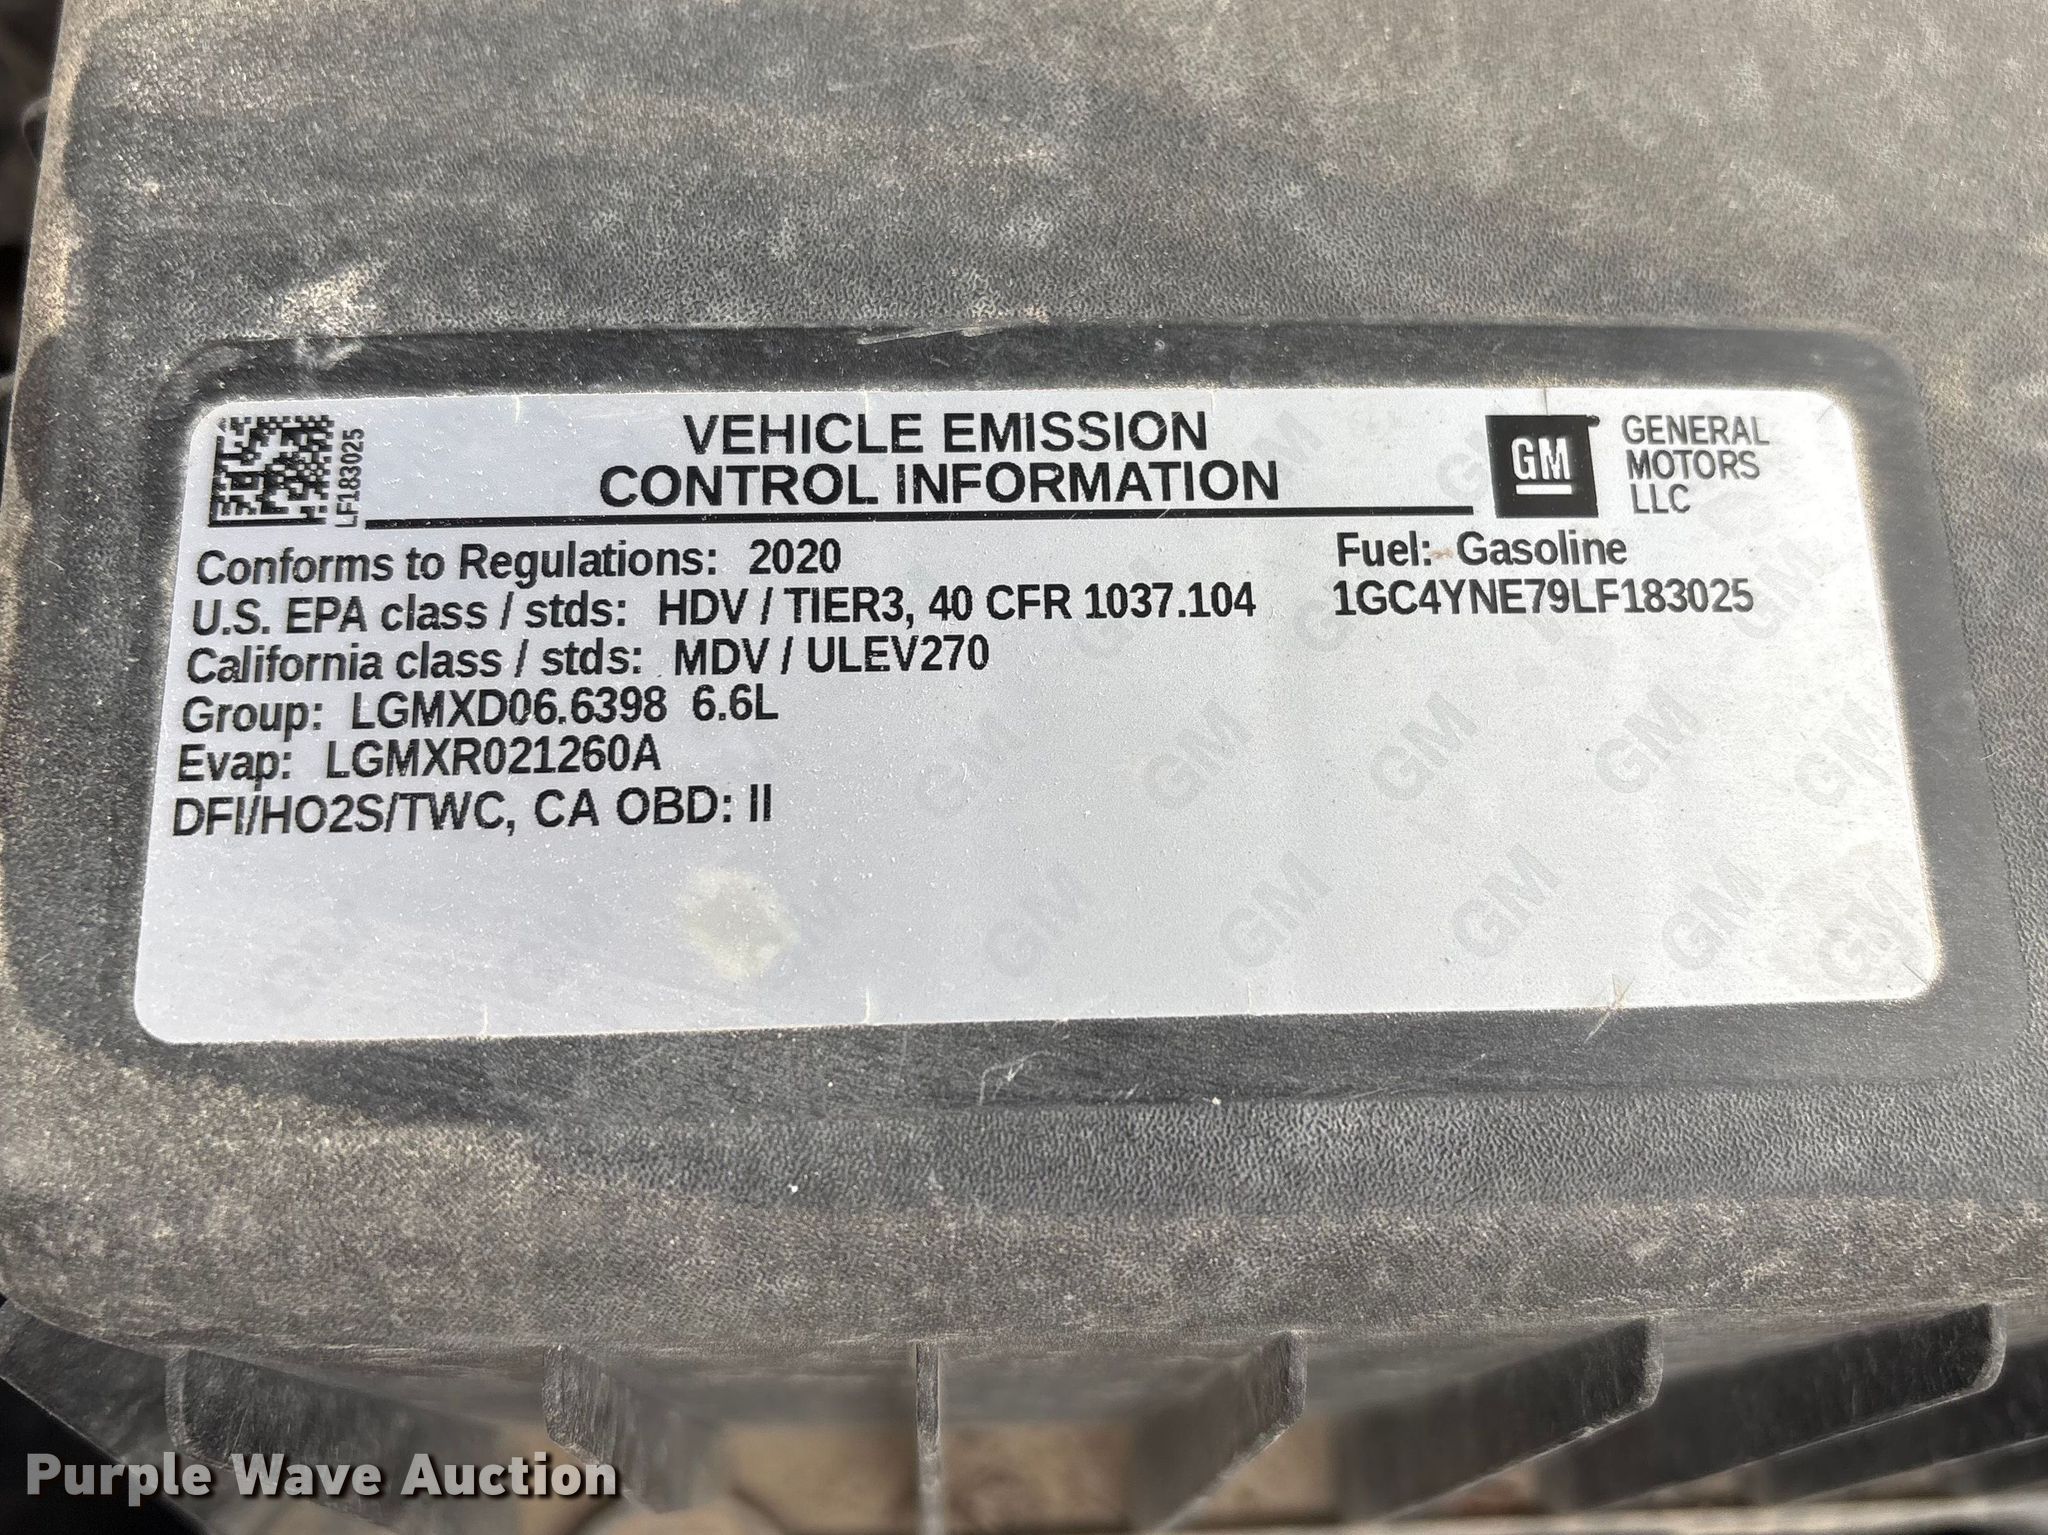 LF183025
VEHICLE EMISSION
CONTROL INFORMATION
GM
GENERAL
MOTORS
LLC
Conforms to Regulations: 2020
Fuel: Gasoline
U.S. EPA class / stds: HDV / TIER3, 40 CFR 1037.104
1GC4YNE79LF183025
California class / stds: MDV / ULEV270
Group: LGMXD06.6398 6.6L
Evap: LGMXR021260A
DFI/HO2S/TWC, CA OBD: II
Purple Wave Auction